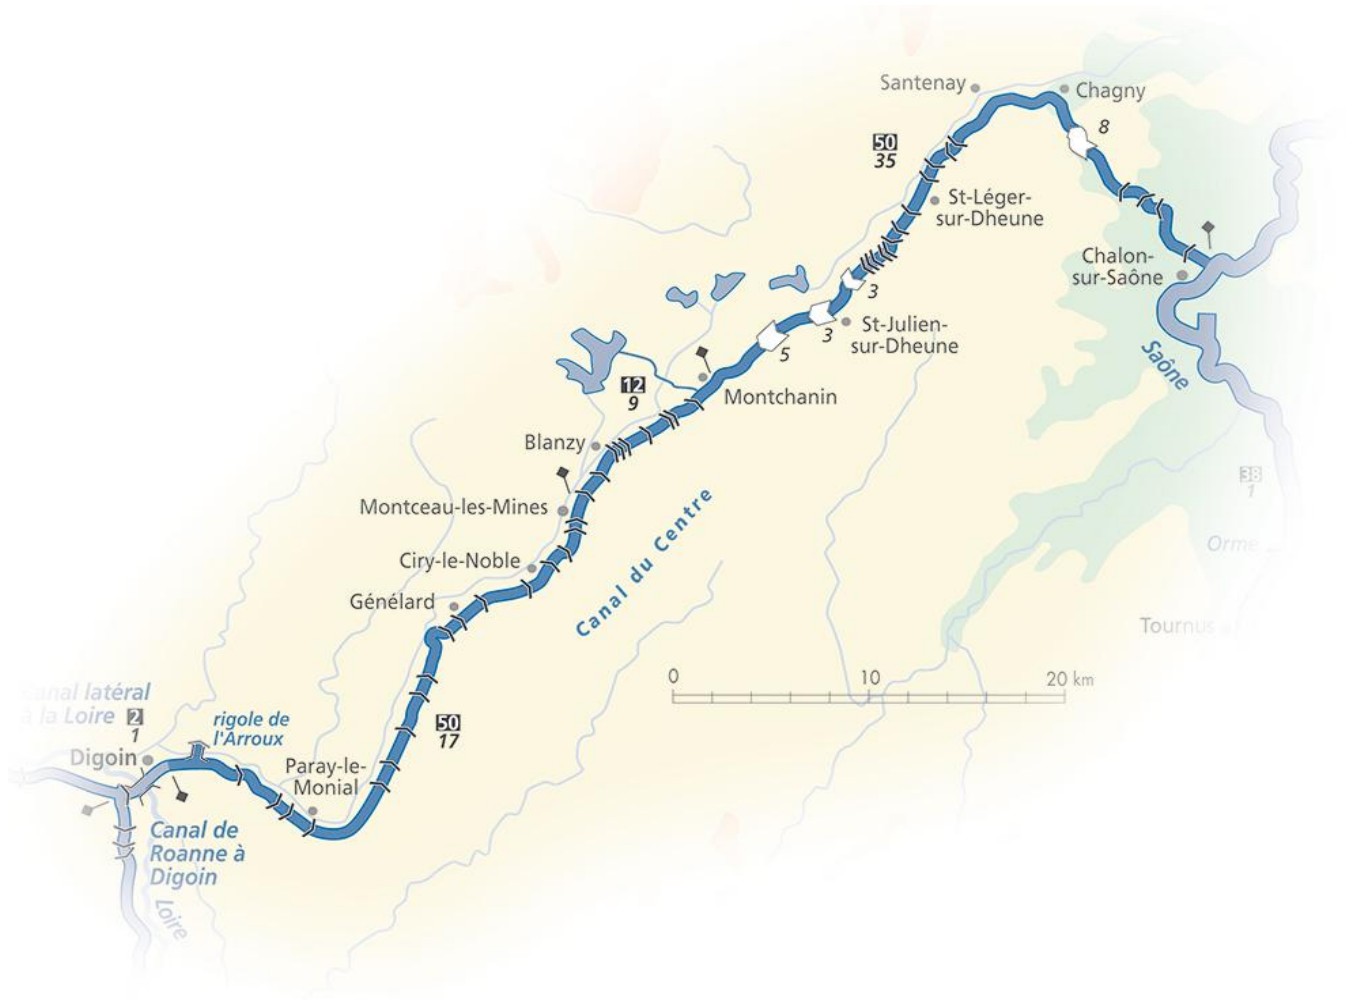 Santenay
Chagny
8
50
35
St-Léger-
sur-Dheune
Chalon-
sur-Saône
3
St-Julien-
sur-Dheune
3
5
Saône
12
9
Montchanin
Blanzy
38
1
Montceau-les-Mines
Canal du Centre
Orme
Ciry-le-Noble
Génélard
Tournus
0 10 20 km
Canal latéral
à la Loire
2
1
rigole de
l'Arroux
50
17
Digoin
Paray-le-
Monial
Canal de
Roanne à
Digoin
Loire